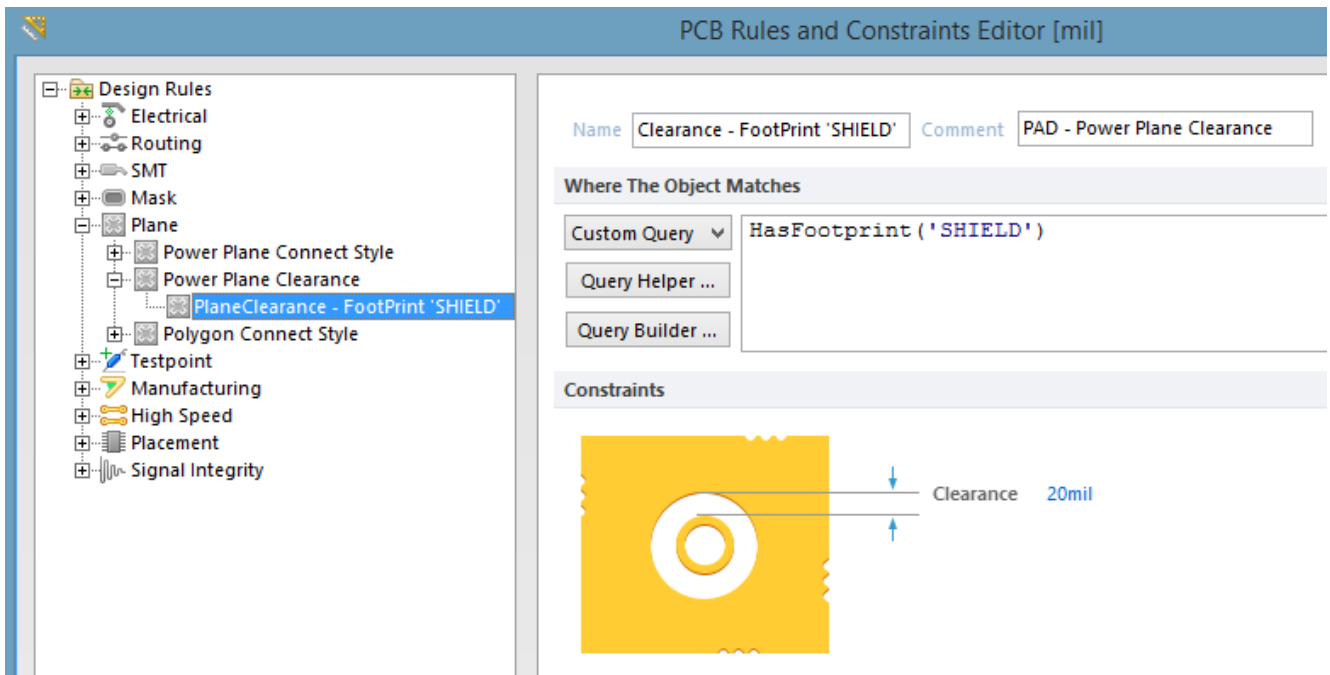 PCB Rules and Constraints Editor [mil]
Design Rules
Electrical
Routing
SMT
Mask
Plane
Power Plane Connect Style
Power Plane Clearance
PlaneClearance - FootPrint 'SHIELD'
Polygon Connect Style
Testpoint
Manufacturing
High Speed
Placement
Signal Integrity
Name Clearance - FootPrint 'SHIELD' Comment PAD - Power Plane Clearance
Where The Object Matches
Custom Query HasFootprint('SHIELD')
Query Helper ...
Query Builder ...
Constraints
Clearance 20mil